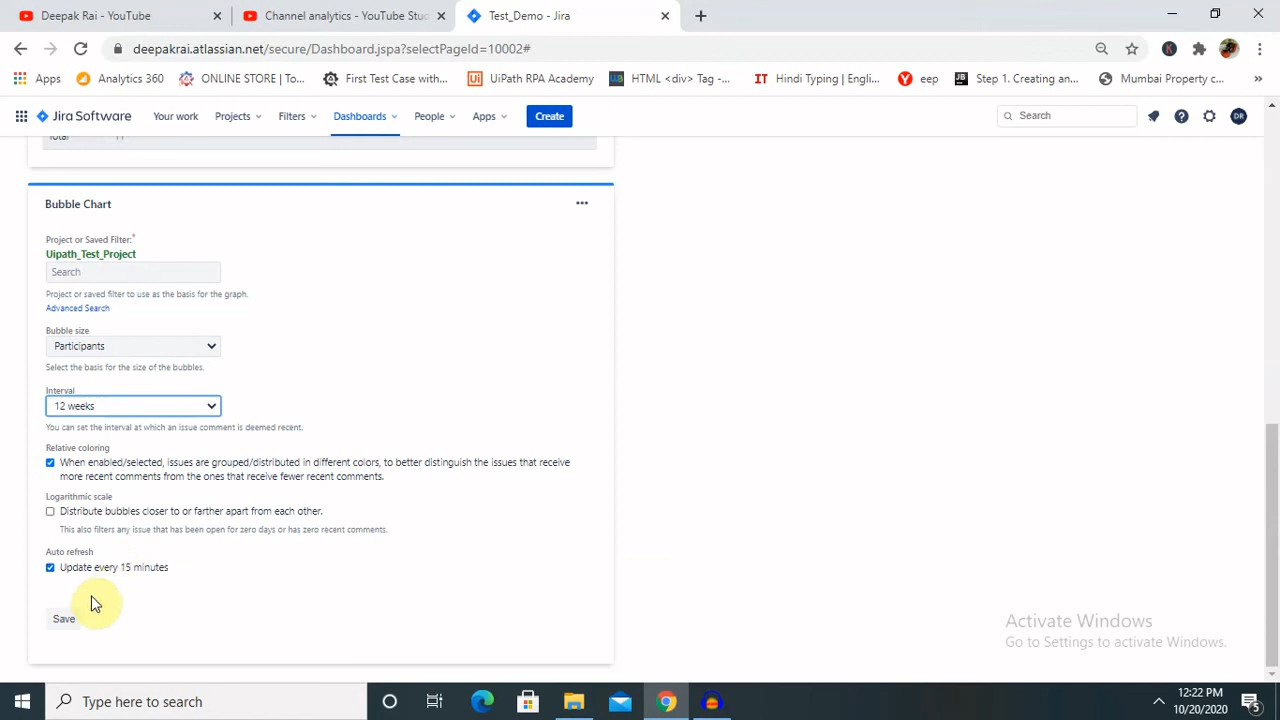 Deepak Rai - YouTube
Channel analytics - YouTube Stu
Test_Demo - Jira
deepakrai.atlassian.net/secure/Dashboard.jspa?selectPageId=10002#
K
Apps
Analytics 360
ONLINE STORE | To...
First Test Case with...
Ui
UiPath RPA Academy
HTML <div> Tag -...
IT Hindi Typing | Engli...
Y eep
JB Step 1. Creating an...
Mumbai Property c...
Jira Software
Your work
Projects
Filters
Dashboards
People
Apps
Create
Search
DR
Total 11
Bubble Chart
Project or Saved Filter:*
Uipath_Test_Project
Search
Project or saved filter to use as the basis for the graph.
Advanced Search
Bubble size
Participants
Select the basis for the size of the bubbles.
Interval
12 weeks
You can set the interval at which an issue comment is deemed recent.
Relative coloring
When enabled/selected, issues are grouped/distributed in different colors, to better distinguish the issues that receive
more recent comments from the ones that receive fewer recent comments.
Logarithmic scale
Distribute bubbles closer to or farther apart from each other.
This also filters any issue that has been open for zero days or has zero recent comments.
Auto refresh
Update every 15 minutes
Save
Activate Windows
Go to Settings to activate Windows.
Type here to search
12:22 PM
10/20/2020
5